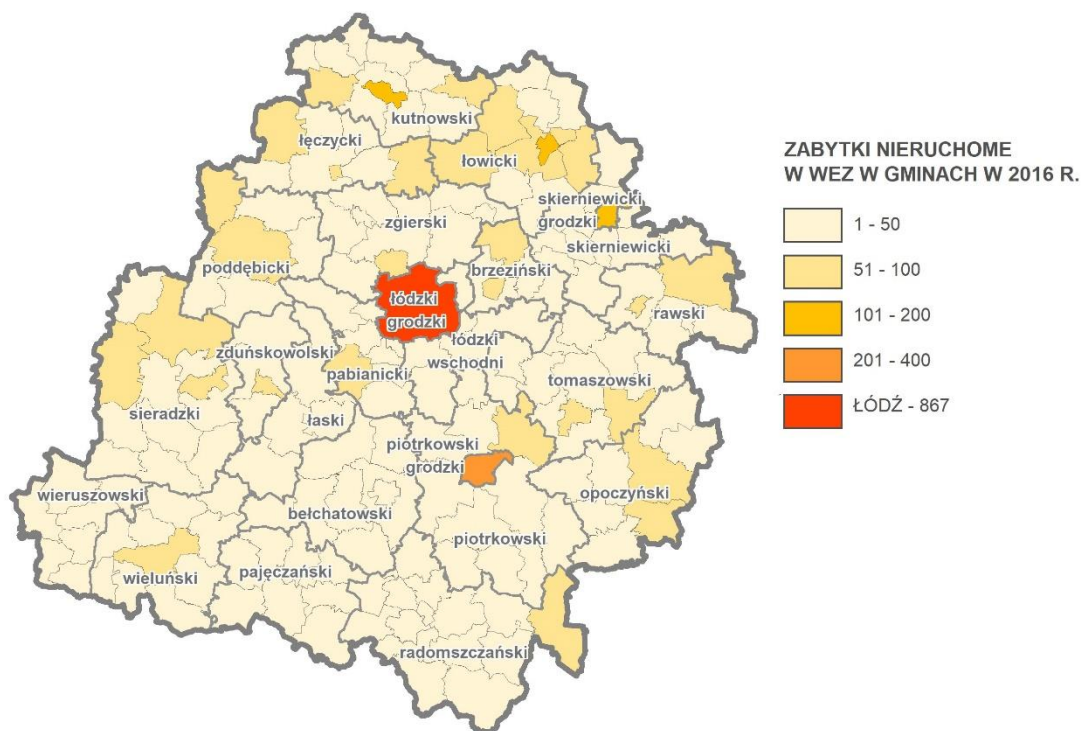 kutnowski
łęczycki
łowicki
skierniewicki
grodzki
skierniewicki
zgierski
poddębicki
brzeziński
rawski
łódzki
grodzki
łódzki
wschodni
zduńskowolski
pabianicki
tomaszowski
sieradzki
łaski
piotrkowski
grodzki
opoczyński
wieruszowski
bełchatowski
piotrkowski
wieluński
pajęczański
radomszczański
ZABYTKI NIERUCHOME
W WEZ W GMINACH W 2016 R.
1 - 50
51 - 100
101 - 200
201 - 400
ŁÓDŹ - 867